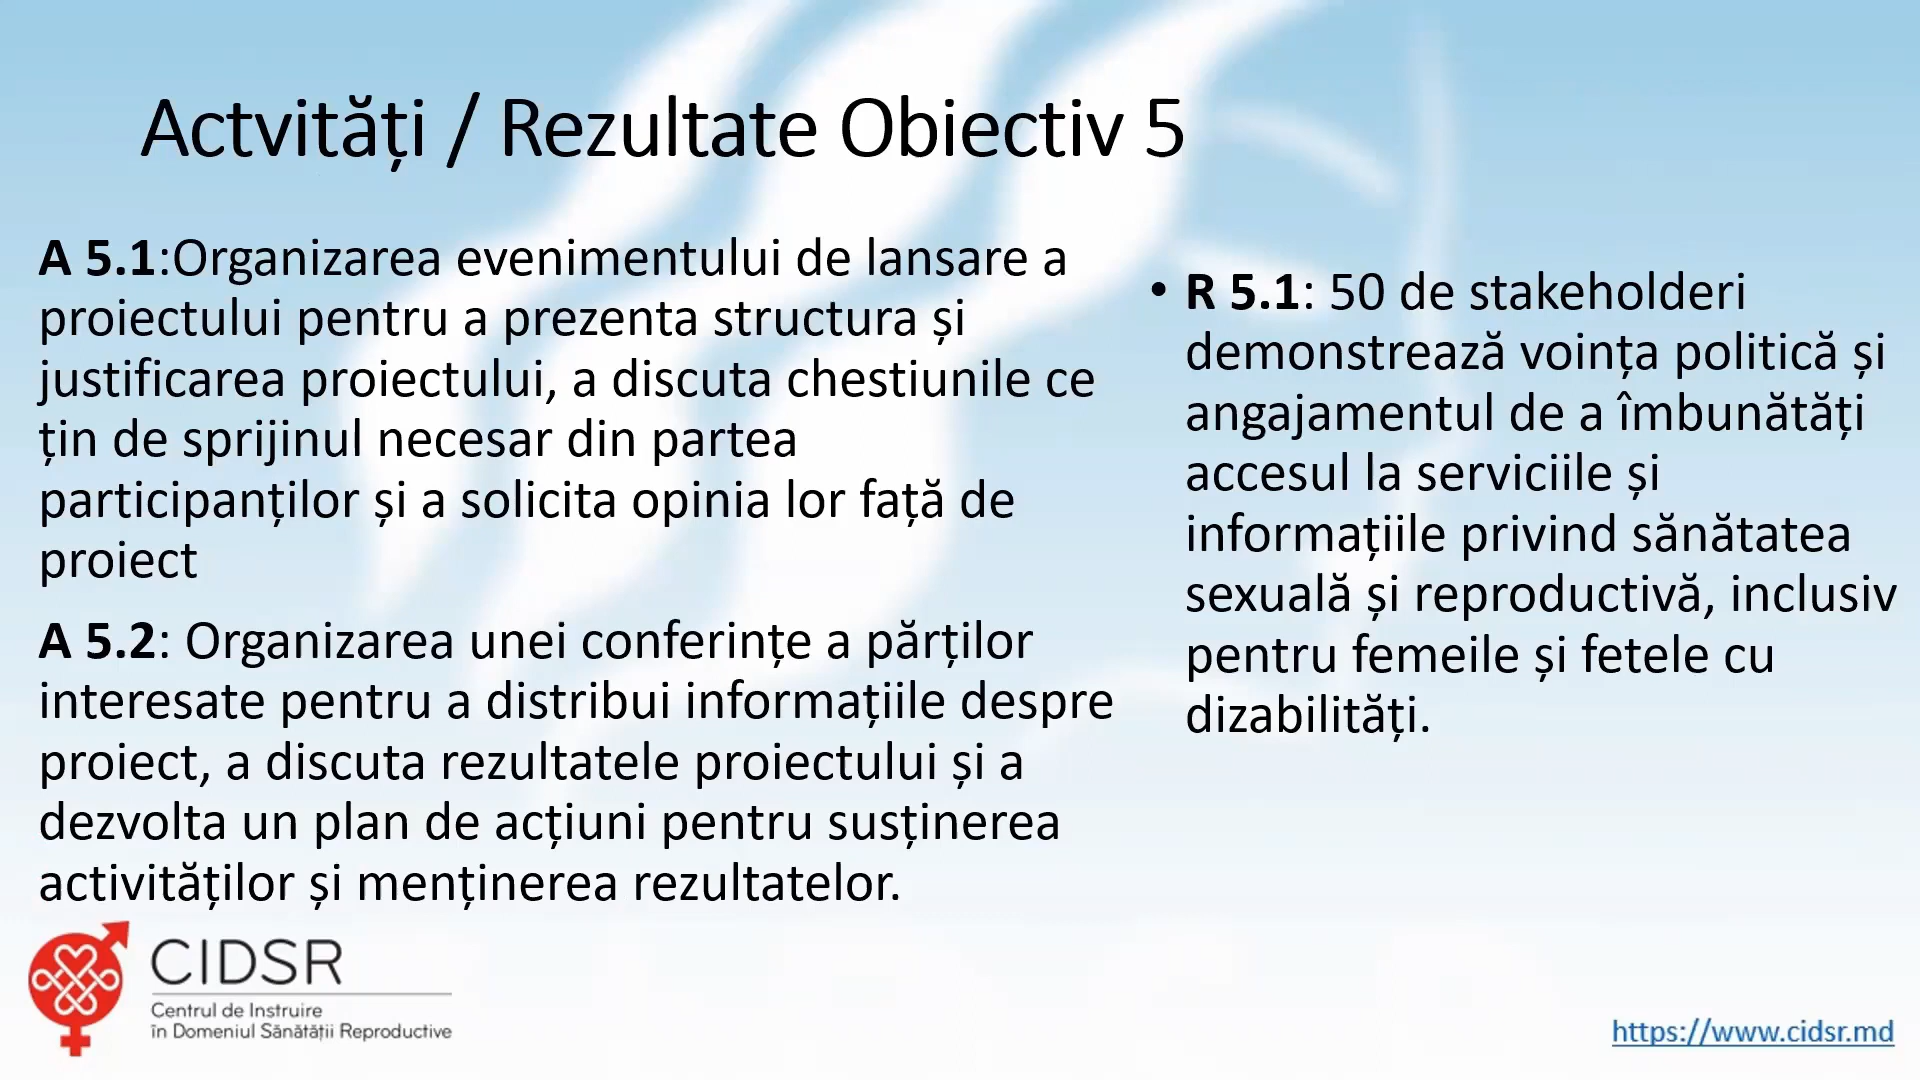 Actvități / Rezultate Obiectiv 5
A 5.1:Organizarea evenimentului de lansare a
proiectului pentru a prezenta structura și
justificarea proiectului, a discuta chestiunile ce
țin de sprijinul necesar din partea
participanților și a solicita opinia lor față de
proiect
A 5.2: Organizarea unei conferințe a părților
interesate pentru a distribui informațiile despre
proiect, a discuta rezultatele proiectului și a
dezvolta un plan de acțiuni pentru susținerea
activităților și menținerea rezultatelor.
• R 5.1: 50 de stakeholderi
demonstrează voința politică și
angajamentul de a îmbunătăți
accesul la serviciile și
informațiile privind sănătatea
sexuală și reproductivă, inclusiv
pentru femeile și fetele cu
dizabilități.
CIDSR
Centrul de Instruire
în Domeniul Sănătății Reproductive
https://www.cidsr.md